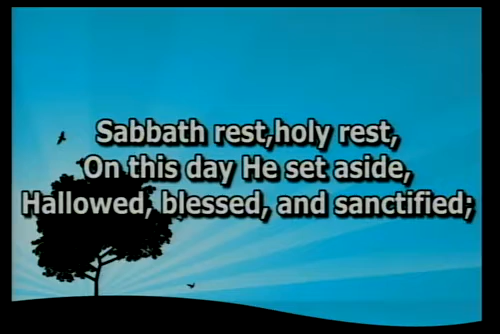 Sabbath rest,holy rest,
On this day He set aside,
Hallowed, blessed, and sanctified;